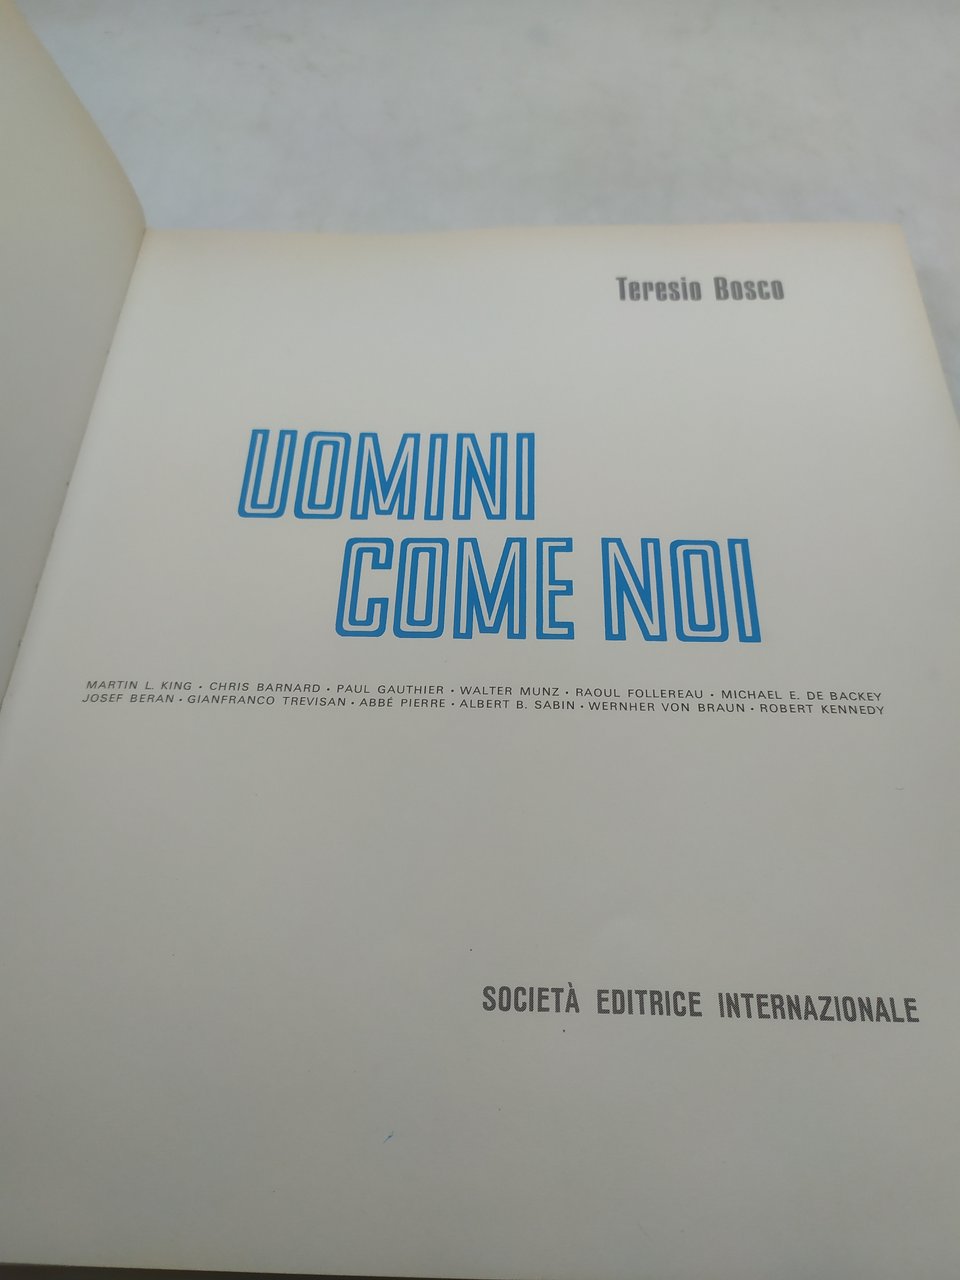 Teresio Bosco
UOMINI
COME NOI
MARTIN L. KING · CHRIS BARNARD · PAUL GAUTHIER · WALTER MUNZ · RAOUL FOLLEREAU · MICHAEL E. DE BACKEY
JOSEF BERAN · GIANFRANCO TREVISAN · ABBÉ PIERRE · ALBERT B. SABIN · WERNHER VON BRAUN · ROBERT KENNEDY
SOCIETÀ EDITRICE INTERNAZIONALE